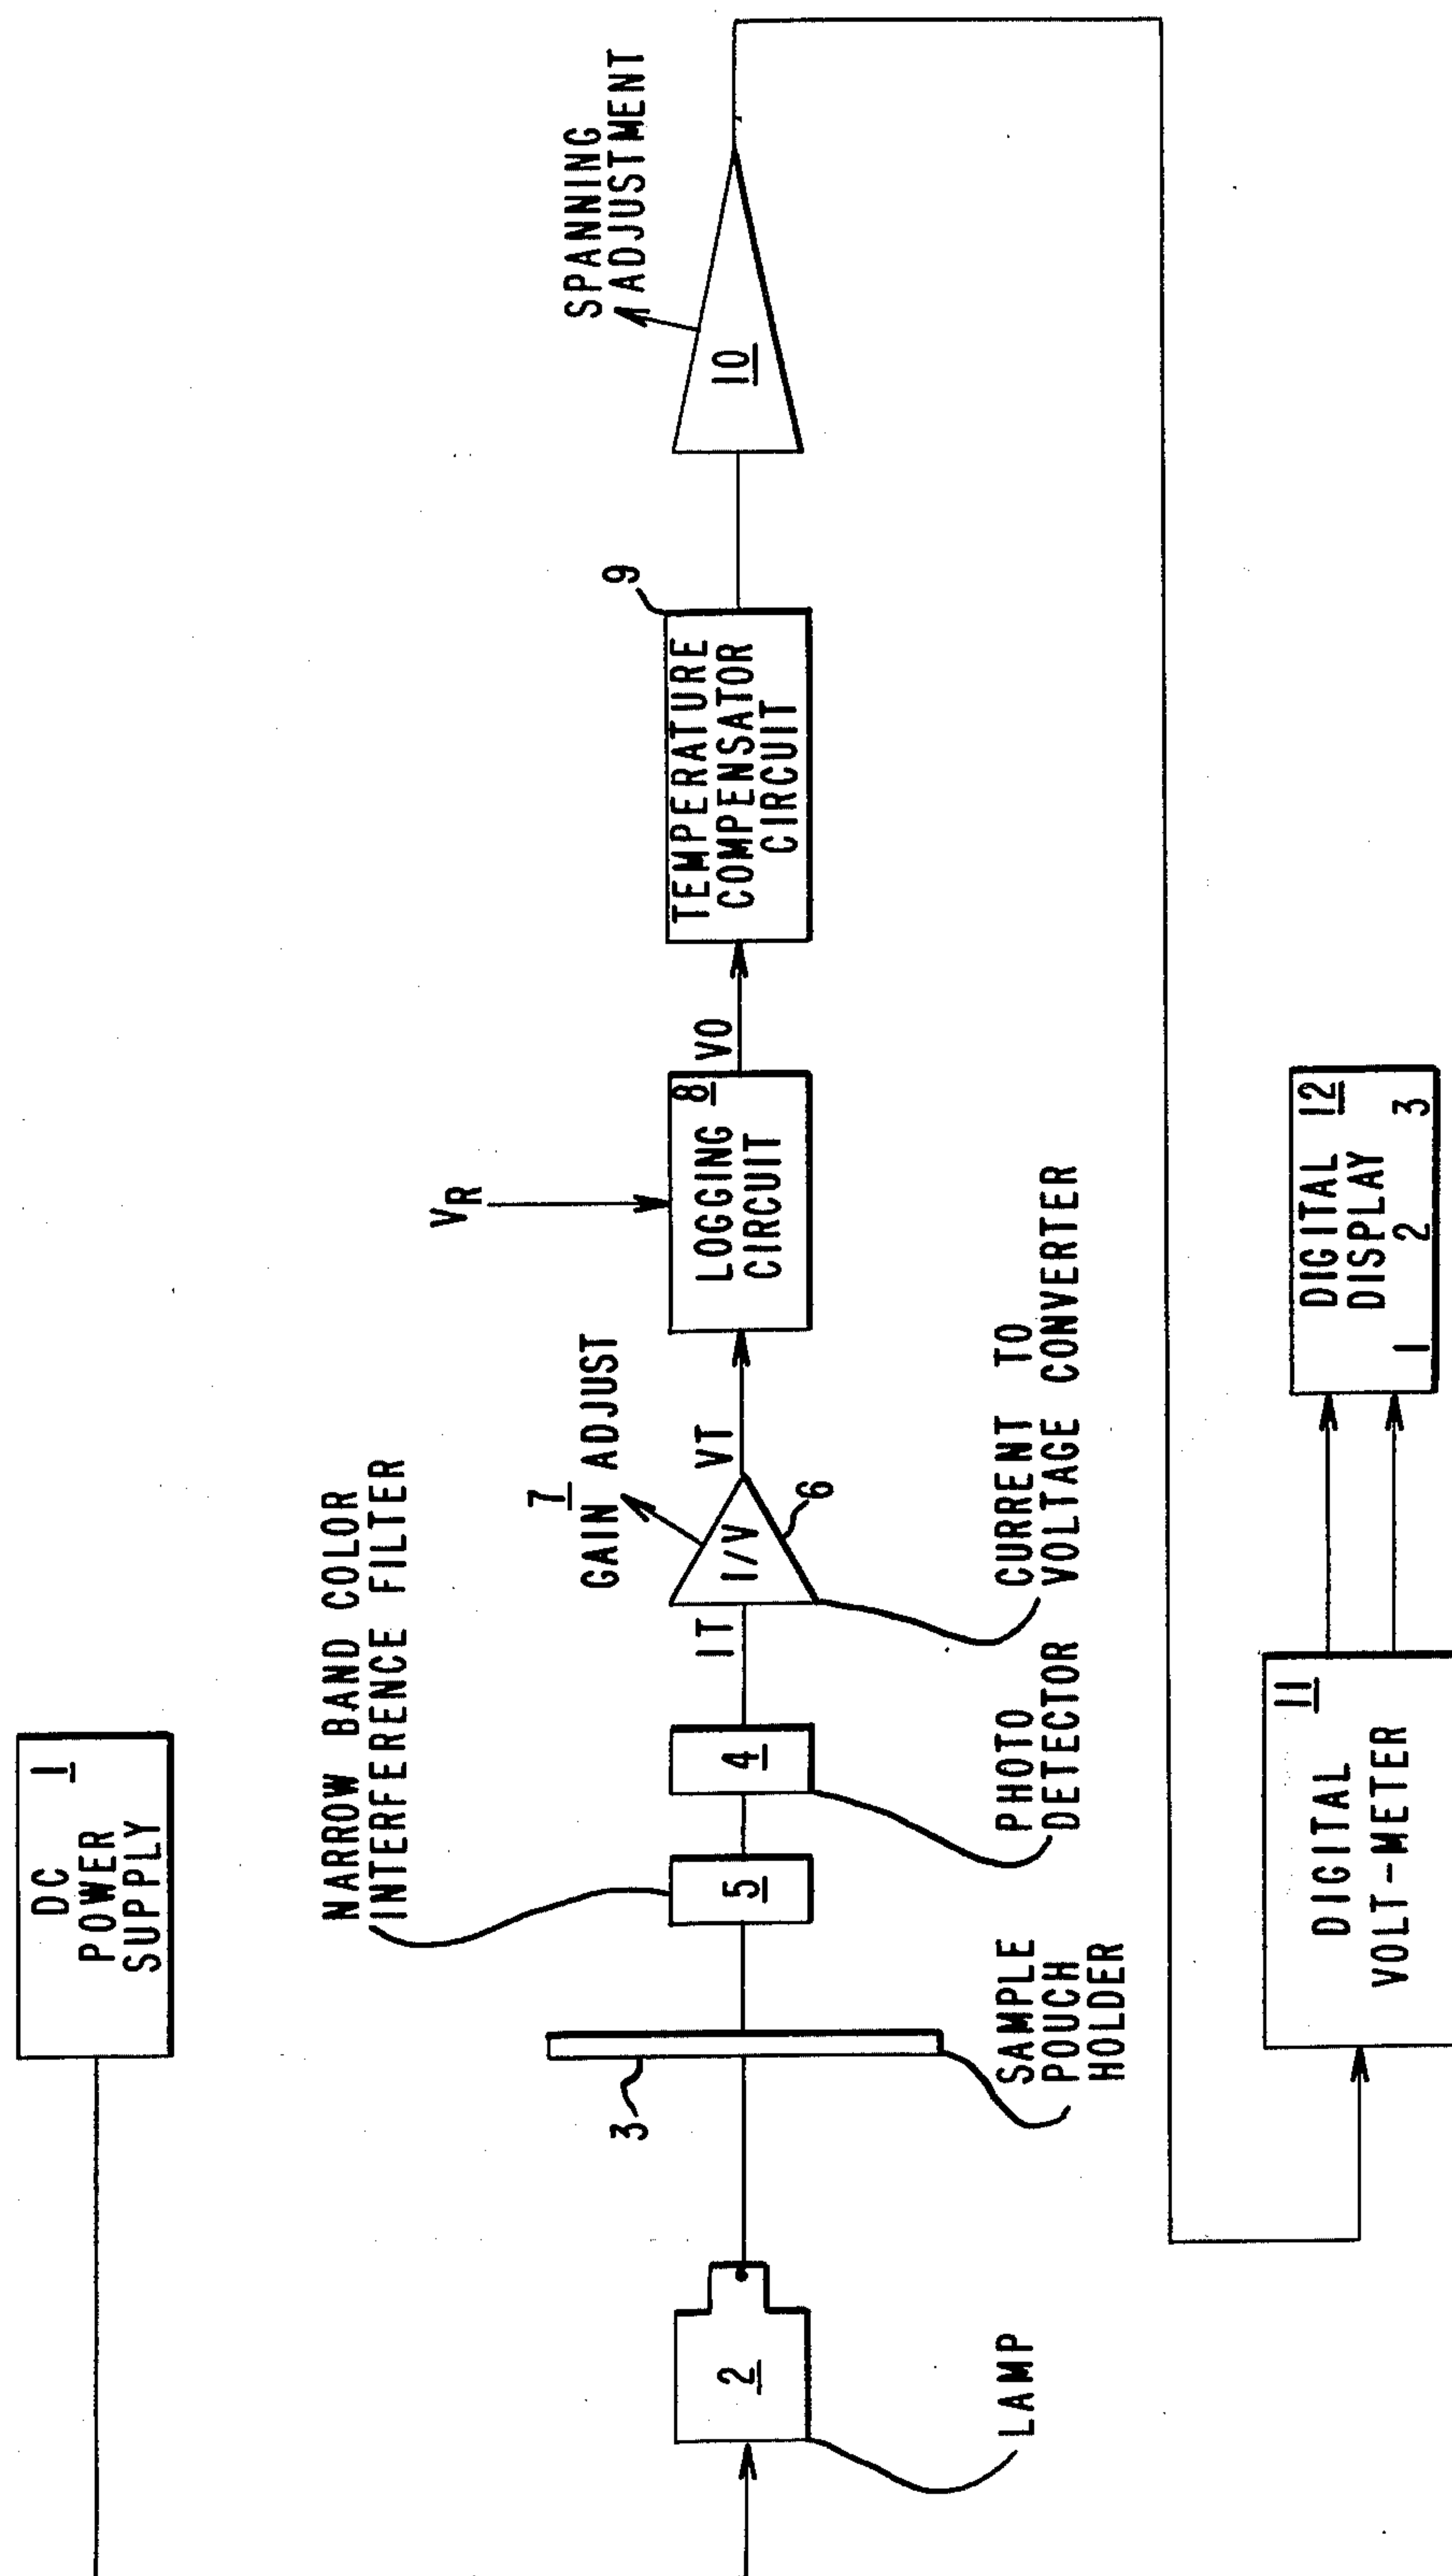 1
DC
POWER
SUPPLY
NARROW BAND COLOR
INTERFERENCE FILTER
7
GAIN ADJUST
VR
9
SPANNING
ADJUSTMENT
2
3
5
4
IT
I/V
6
VT
LOGGING
CIRCUIT
8
VO
TEMPERATURE
COMPENSATOR
CIRCUIT
10
LAMP
SAMPLE
POUCH
HOLDER
PHOTO
DETECTOR
CURRENT TO
VOLTAGE CONVERTER
11
DIGITAL
VOLT-METER
DIGITAL 12
DISPLAY
1 2 3